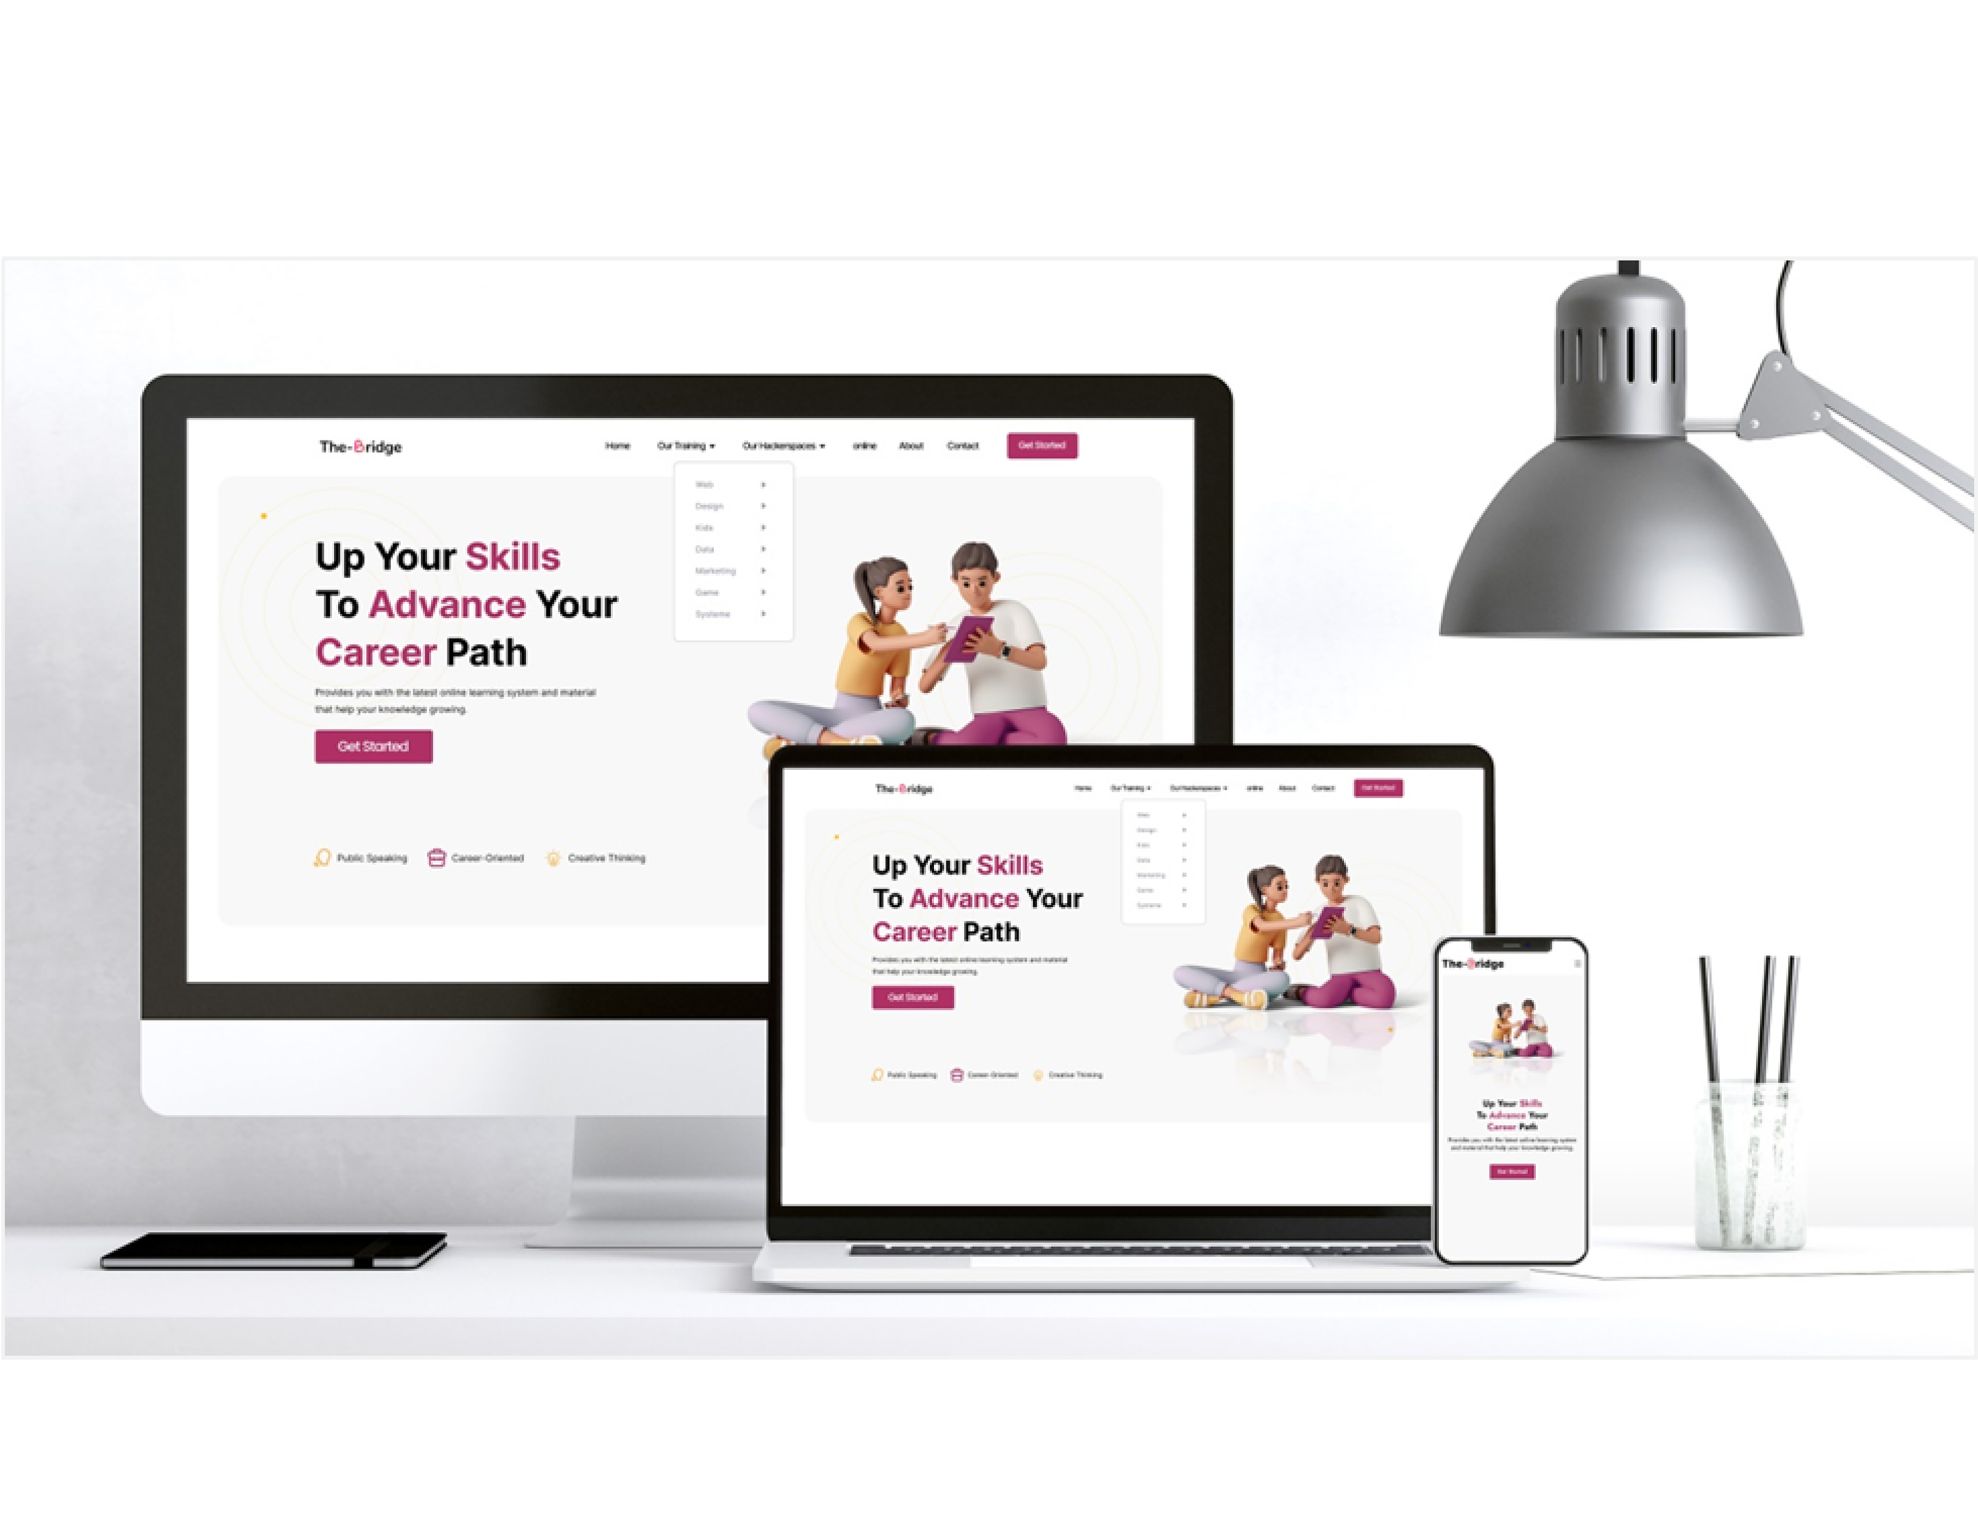 The-Bridge
Home Our Training Our Hackerspaces online About Contact Get Started
Web
Design
Kids
Data
Marketing
Game
Systeme
Up Your Skills
To Advance Your
Career Path
Provides you with the latest online learning system and material
that help your knowledge growing.
Get Started
Public Speaking Career-Oriented Creative Thinking
The-Bridge
Home Our Training Our Hackerspaces online About Contact Get Started
Web
Design
Kids
Data
Marketing
Game
Systeme
Up Your Skills
To Advance Your
Career Path
Provides you with the latest online learning system and material
that help your knowledge growing.
Get Started
Public Speaking Career-Oriented Creative Thinking
The-Bridge
Up Your Skills
To Advance Your
Career Path
Provides you with the latest online learning system
and material that help your knowledge growing.
Get Started